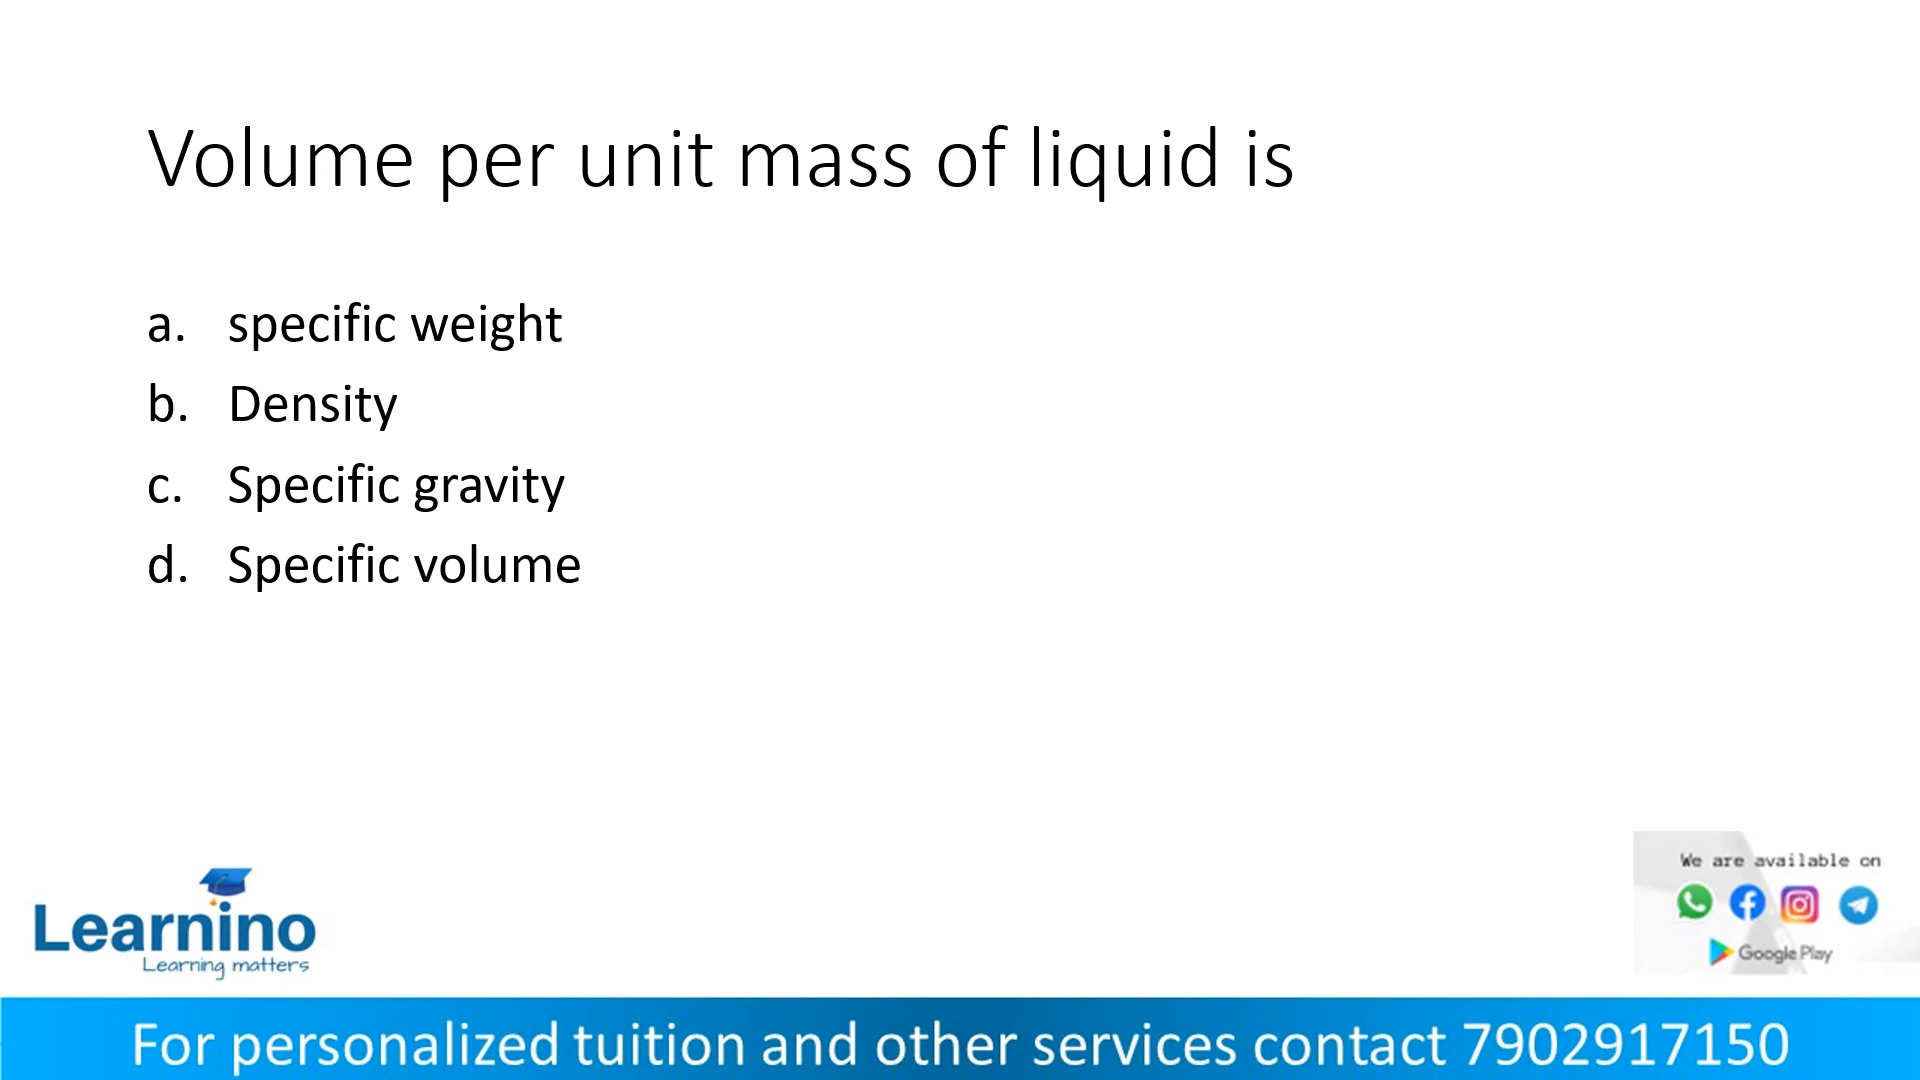 Volume per unit mass of liquid is
a. specific weight
b. Density
c. Specific gravity
d. Specific volume
We are available on
Google Play
Learnino
Learning matters
For personalized tuition and other services contact 7902917150